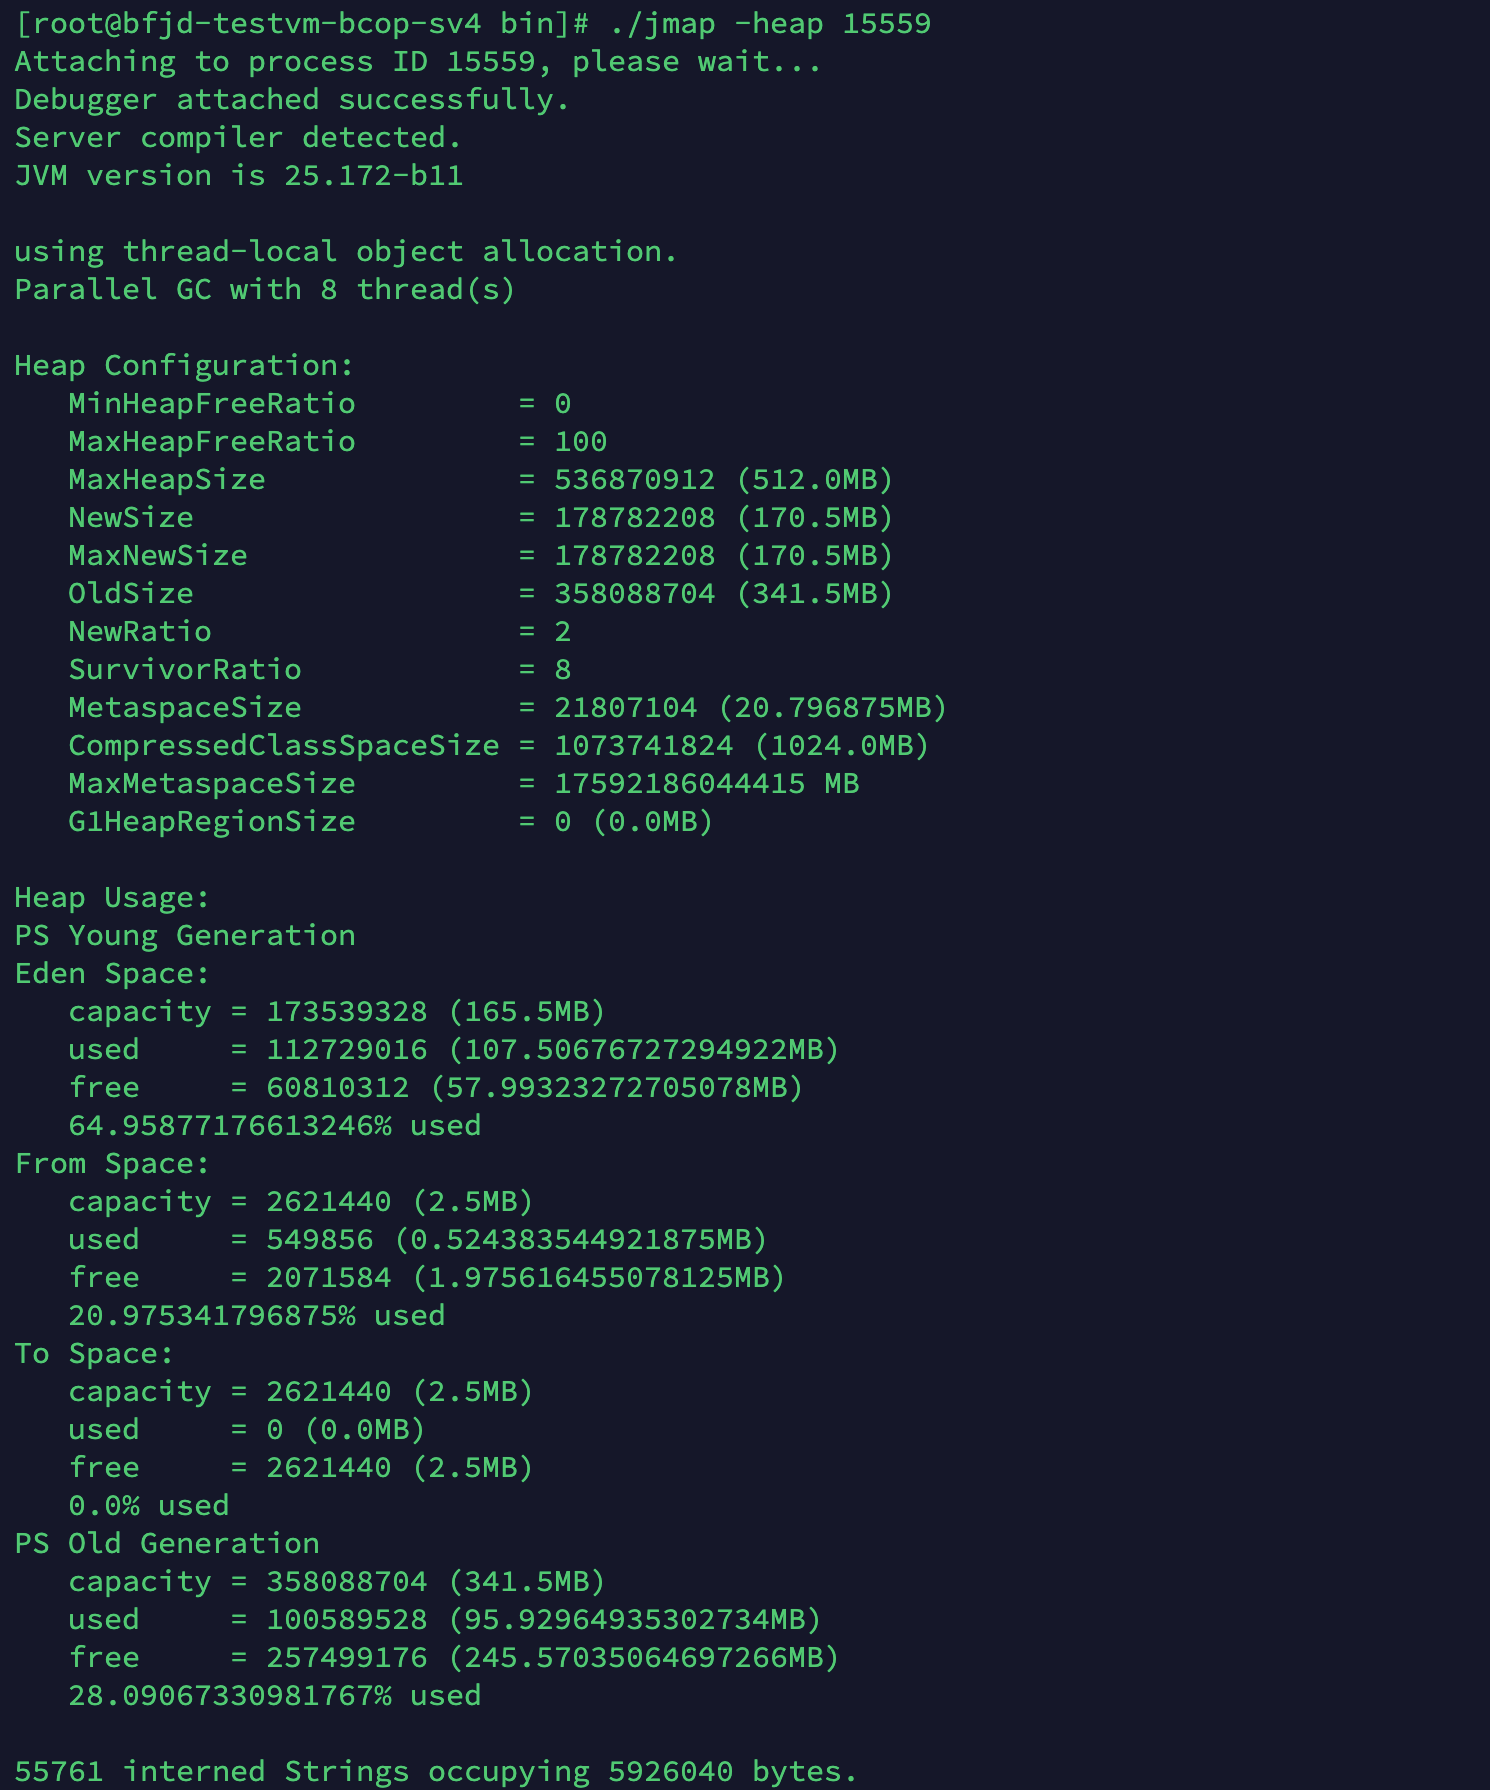 [root@bfjd-testvm-bcop-sv4 bin]# ./jmap -heap 15559
Attaching to process ID 15559, please wait...
Debugger attached successfully.
Server compiler detected.
JVM version is 25.172-b11

using thread-local object allocation.
Parallel GC with 8 thread(s)

Heap Configuration:
   MinHeapFreeRatio         = 0
   MaxHeapFreeRatio         = 100
   MaxHeapSize              = 536870912 (512.0MB)
   NewSize                  = 178782208 (170.5MB)
   MaxNewSize               = 178782208 (170.5MB)
   OldSize                  = 358088704 (341.5MB)
   NewRatio                 = 2
   SurvivorRatio            = 8
   MetaspaceSize            = 21807104 (20.796875MB)
   CompressedClassSpaceSize = 1073741824 (1024.0MB)
   MaxMetaspaceSize         = 17592186044415 MB
   G1HeapRegionSize         = 0 (0.0MB)

Heap Usage:
PS Young Generation
Eden Space:
   capacity = 173539328 (165.5MB)
   used     = 112729016 (107.50676727294922MB)
   free     = 60810312 (57.99323272705078MB)
   64.95877176613246% used
From Space:
   capacity = 2621440 (2.5MB)
   used     = 549856 (0.524383544921875MB)
   free     = 2071584 (1.975616455078125MB)
   20.975341796875% used
To Space:
   capacity = 2621440 (2.5MB)
   used     = 0 (0.0MB)
   free     = 2621440 (2.5MB)
   0.0% used
PS Old Generation
   capacity = 358088704 (341.5MB)
   used     = 100589528 (95.92964935302734MB)
   free     = 257499176 (245.57035064697266MB)
   28.09067330981767% used

55761 interned Strings occupying 5926040 bytes.